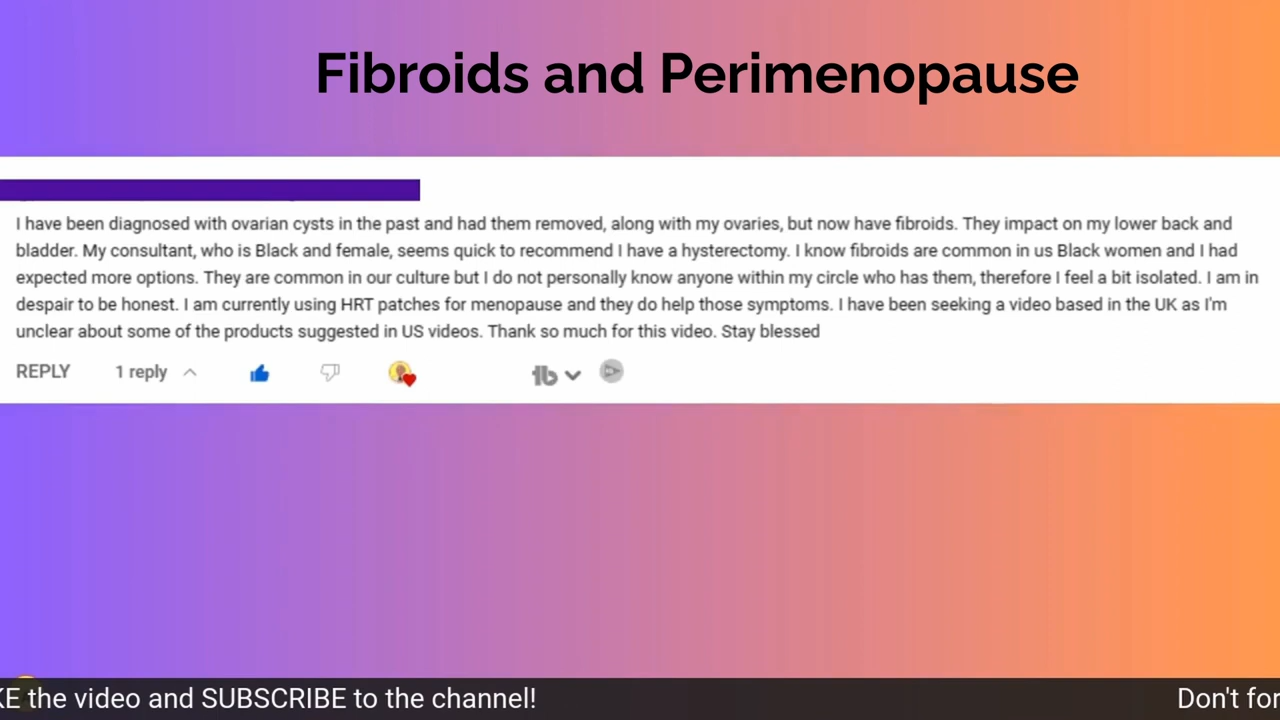 Fibroids and Perimenopause
I have been diagnosed with ovarian cysts in the past and had them removed, along with my ovaries, but now have fibroids. They impact on my lower back and
bladder. My consultant, who is Black and female, seems quick to recommend I have a hysterectomy. I know fibroids are common in us Black women and I had
expected more options. They are common in our culture but I do not personally know anyone within my circle who has them, therefore I feel a bit isolated. I am in
despair to be honest. I am currently using HRT patches for menopause and they do help those symptoms. I have been seeking a video based in the UK as I'm
unclear about some of the products suggested in US videos. Thank so much for this video. Stay blessed
REPLY 1 reply
KE the video and SUBSCRIBE to the channel! Don't for